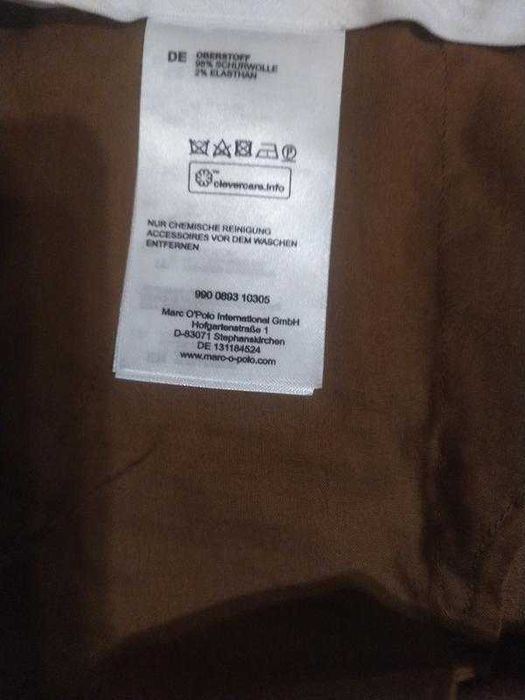 DE OBERSTOFF
98% SCHURWOLLE
2% ELASTHAN
clevercare.info
NUR CHEMISCHE REINIGUNG
ACCESSOIRES VOR DEM WASCHEN
ENTFERNEN
990 0893 10305
Marc O'Polo International GmbH
Hofgartenstraße 1
D-83071 Stephanskirchen
DE 131184524
www.marc-o-polo.com